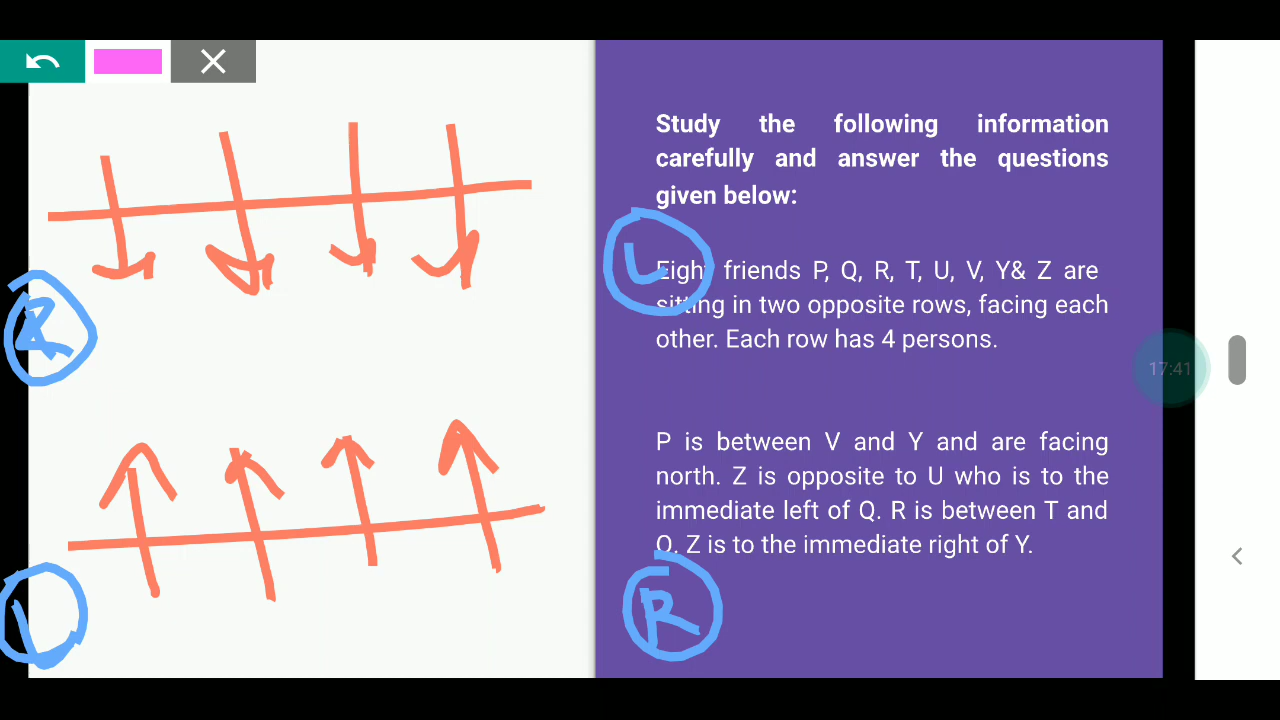 Study the following information
carefully and answer the questions
given below:
L
Eight friends P, Q, R, T, U, V, Y& Z are
sitting in two opposite rows, facing each
other. Each row has 4 persons.
R
17:41
P is between V and Y and are facing
north. Z is opposite to U who is to the
immediate left of Q. R is between T and
Q. Z is to the immediate right of Y.
L
R